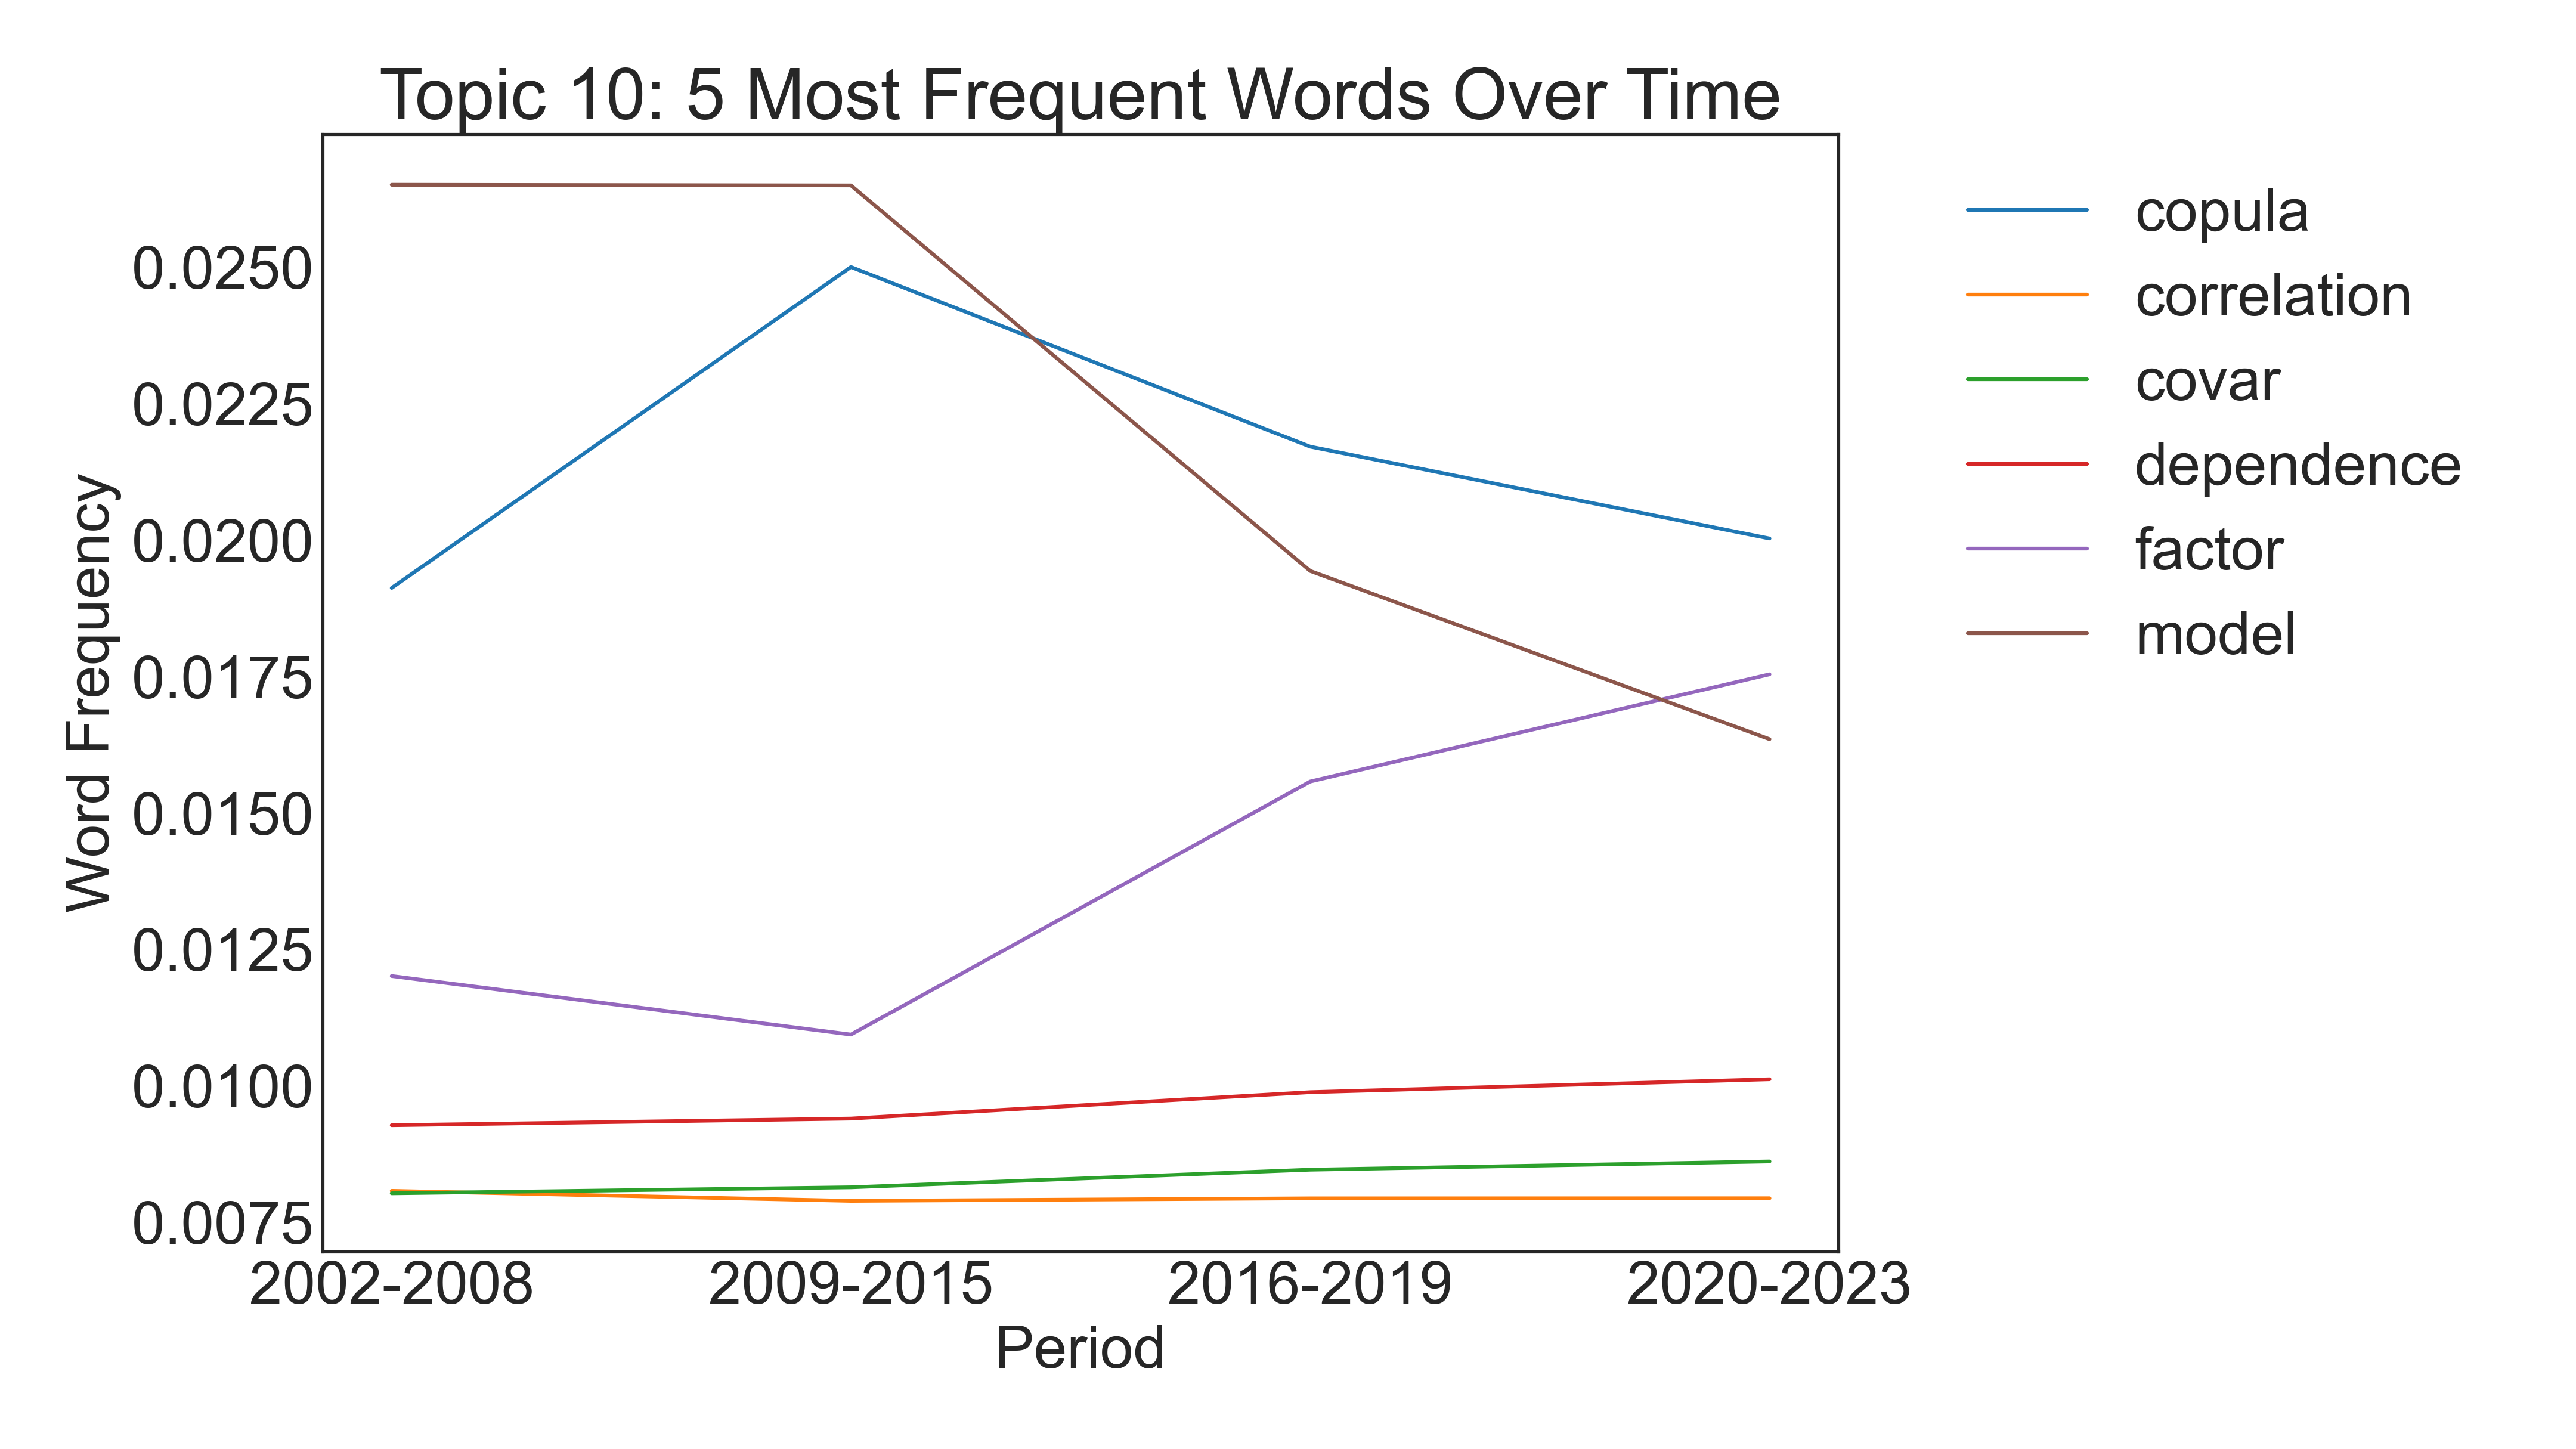 Topic 10: 5 Most Frequent Words Over Time
Word Frequency
0.0250
0.0225
0.0200
0.0175
0.0150
0.0125
0.0100
0.0075
2002-2008 2009-2015 2016-2019 2020-2023
Period
copula
correlation
covar
dependence
factor
model